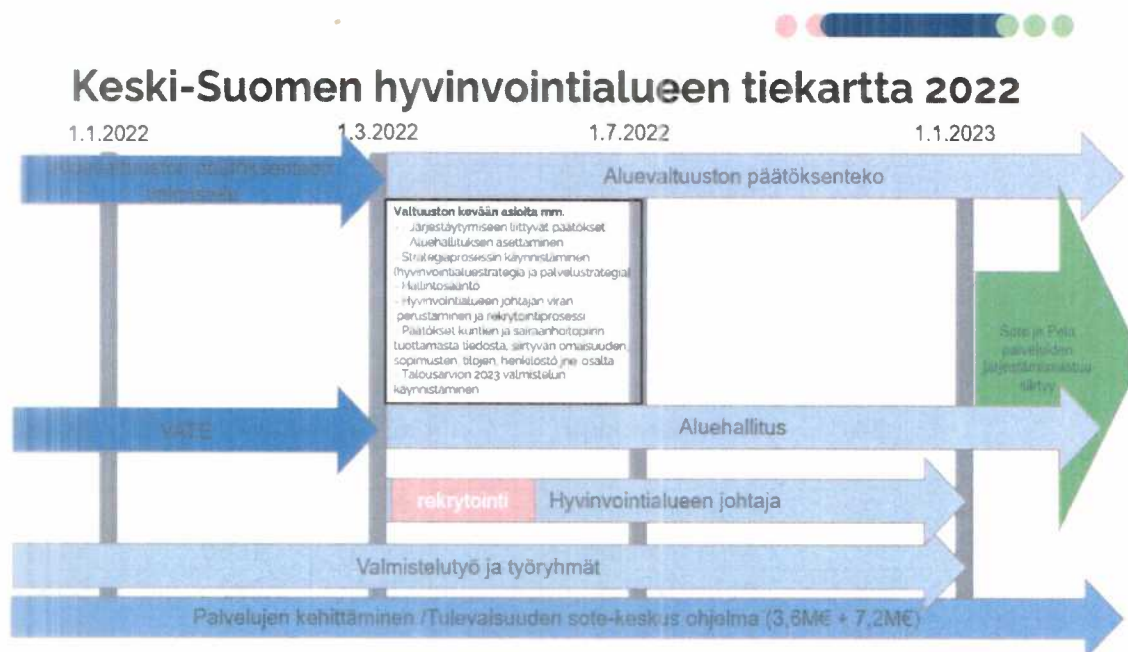 Keski-Suomen hyvinvointialueen tiekartta 2022
1.1.2022 1.3.2022 1.7.2022 1.1.2023
päätöksenteko
Aluevaltuuston päätöksenteko
Valtuuston kevään asioita mm.
- Järjestäytymiseen liittyvät päätökset
Aluehallituksen asettaminen
- Strategiaprosessin käynnistäminen
(hyvinvointialuestrategia ja palvelustrategia)
- Hallintosääntö
- Hyvinvointialueen johtajan viran
perustaminen ja rekrytointiprosessi
- Päätökset kuntien ja sairaanhoitopiirin
tuottamasta tiedosta, siirtyvän omaisuuden,
sopimusten, tilojen, henkilöstö jne. osalta
- Talousarvion 2023 valmistelun
käynnistäminen
Sote ja Pela
palveluiden
järjestämisvastuu
siirtyy
VATE
Aluehallitus
rekrytointi Hyvinvointialueen johtaja
Valmistelutyö ja työryhmät
Palvelujen kehittäminen /Tulevaisuuden sote-keskus ohjelma (3,6M€ + 7,2M€)